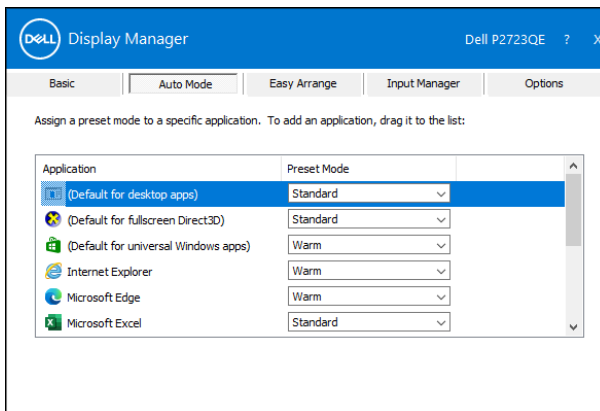 DELL Display Manager Dell P2723QE ? X
Basic Auto Mode Easy Arrange Input Manager Options
Assign a preset mode to a specific application. To add an application, drag it to the list:
Application Preset Mode
(Default for desktop apps) Standard
(Default for fullscreen Direct3D) Standard
(Default for universal Windows apps) Warm
Internet Explorer Warm
Microsoft Edge Warm
Microsoft Excel Standard